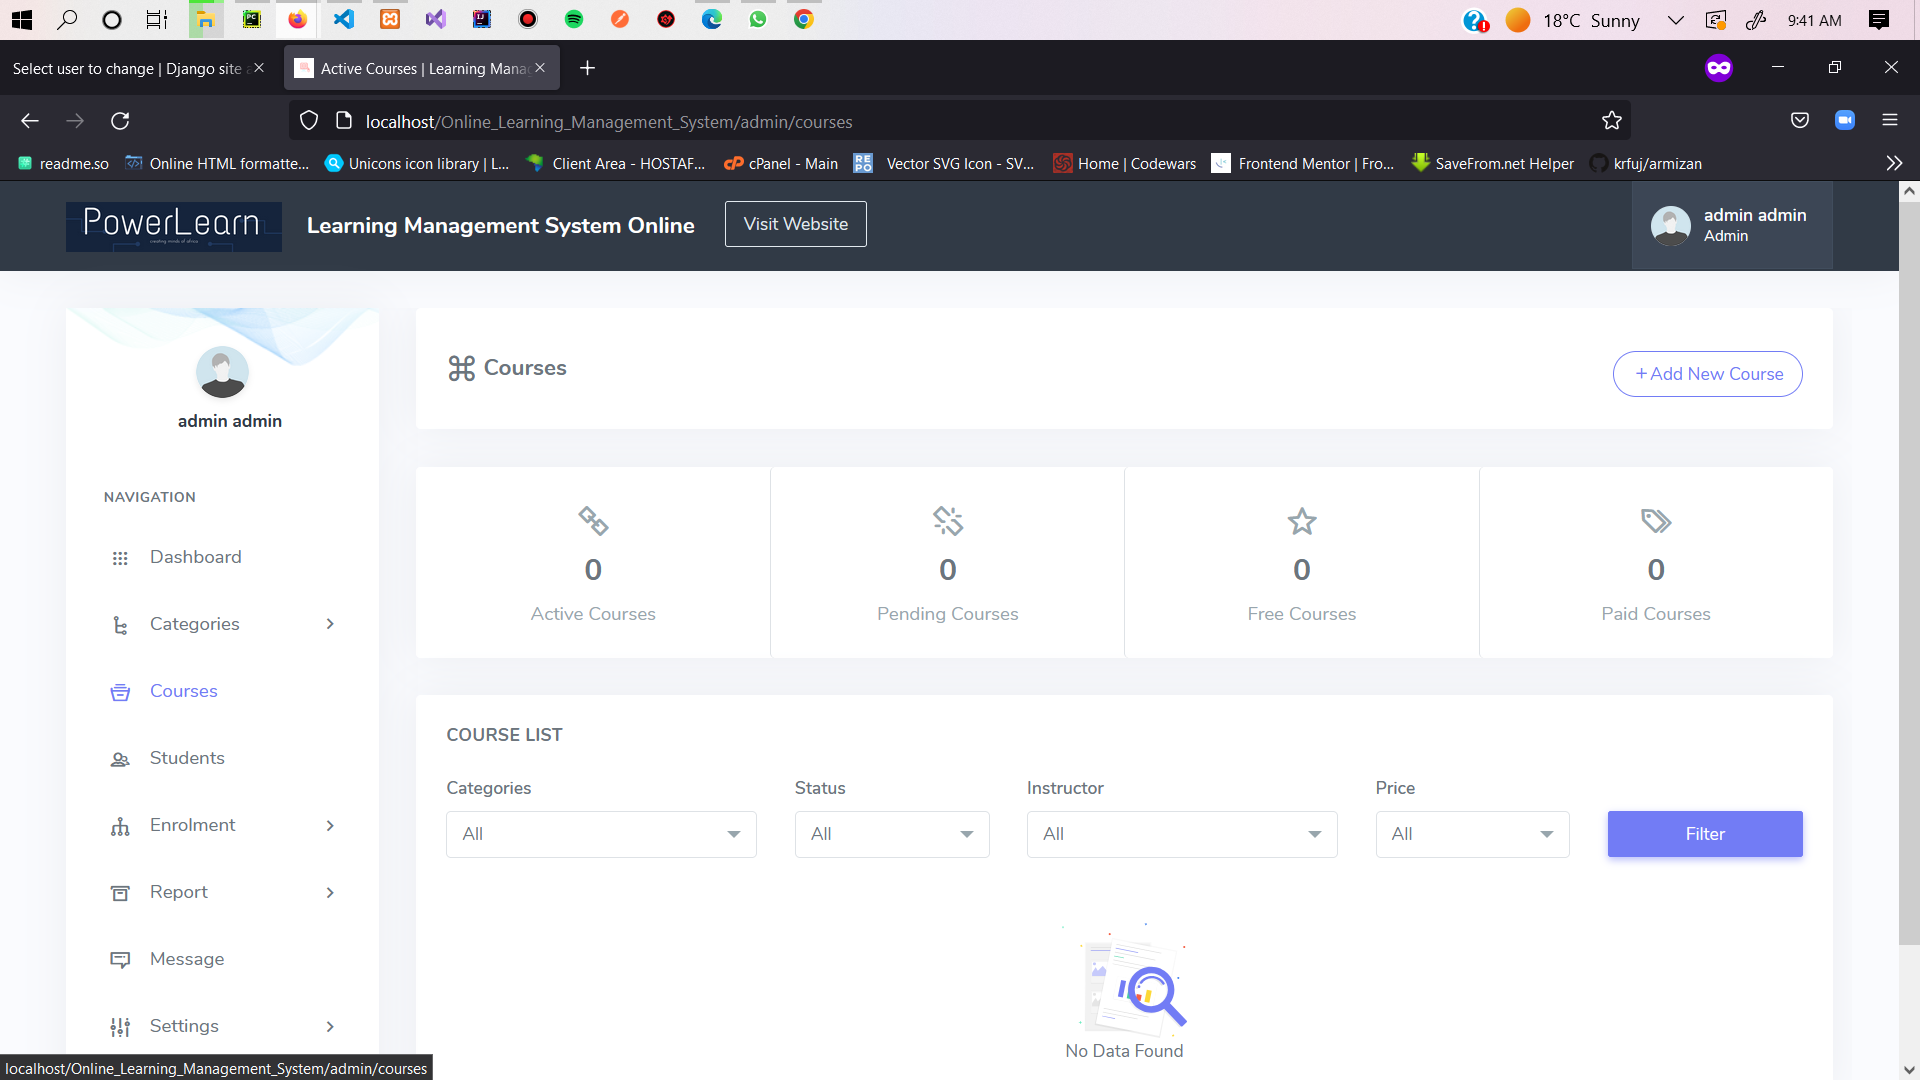 18°C Sunny
9:41 AM
Select user to change | Django site a
Active Courses | Learning Mana
localhost/Online_Learning_Management_System/admin/courses
readme.so
Online HTML formatte...
Unicons icon library | L...
Client Area - HOSTAF...
cPanel - Main
Vector SVG Icon - SV...
Home | Codewars
Frontend Mentor | Fro...
SaveFrom.net Helper
krfuj/armizan
PowerLearn
creating minds of africa
Learning Management System Online
Visit Website
admin admin
Admin
admin admin
NAVIGATION
Dashboard
Categories
Courses
Students
Enrolment
Report
Message
Settings
Courses
+Add New Course
0
Active Courses
0
Pending Courses
0
Free Courses
0
Paid Courses
COURSE LIST
Categories
Status
Instructor
Price
All
All
All
All
Filter
No Data Found
localhost/Online_Learning_Management_System/admin/courses